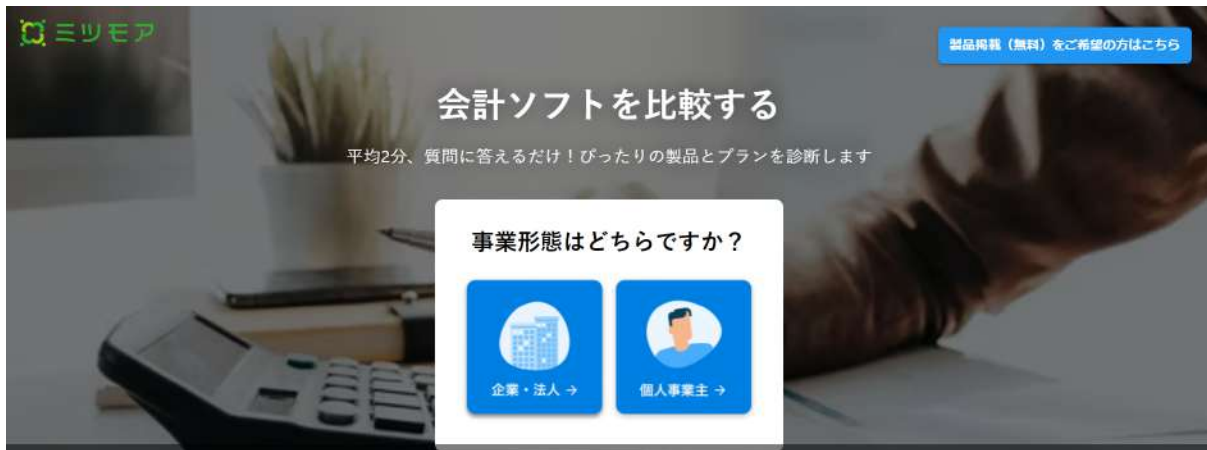 ミツモア
製品掲載（無料）をご希望の方はこちら
会計ソフトを比較する
平均2分、質問に答えるだけ！ぴったりの製品とプランを診断します
事業形態はどちらですか？
企業・法人 →
個人事業主 →